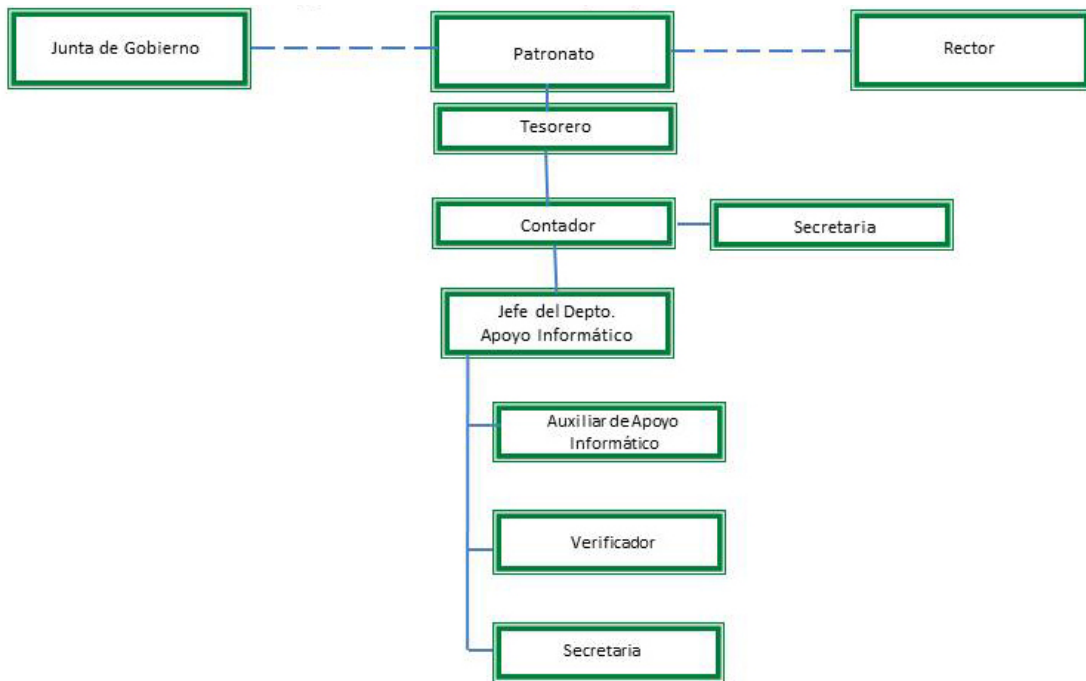 Junta de Gobierno
Patronato
Rector
Tesorero
Contador
Secretaria
Jefe del Depto.
Apoyo Informático
Auxiliar de Apoyo
Informático
Verificador
Secretaria